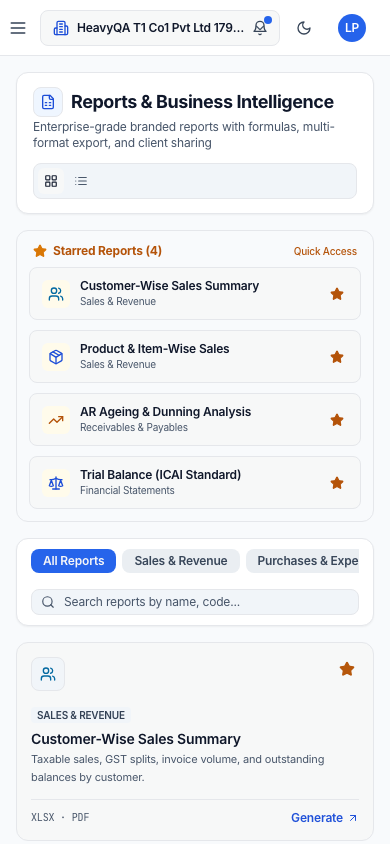 HeavyQA T1 Co1 Pvt Ltd 179...
LP
Reports & Business Intelligence
Enterprise-grade branded reports with formulas, multi-
format export, and client sharing
Starred Reports (4)
Quick Access
Customer-Wise Sales Summary
Sales & Revenue
Product & Item-Wise Sales
Sales & Revenue
AR Ageing & Dunning Analysis
Receivables & Payables
Trial Balance (ICAI Standard)
Financial Statements
All Reports
Sales & Revenue
Purchases & Expe
Search reports by name, code...
SALES & REVENUE
Customer-Wise Sales Summary
Taxable sales, GST splits, invoice volume, and outstanding
balances by customer.
XLSX · PDF
Generate